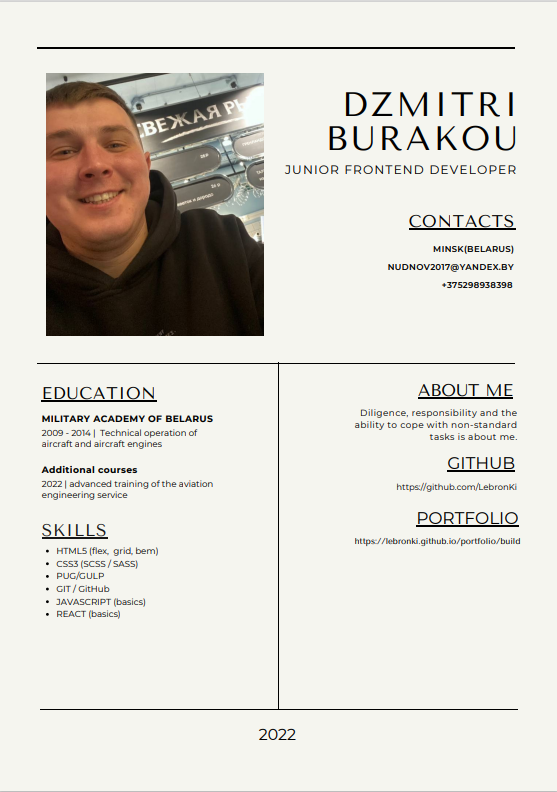 СВЕЖАЯ РЫ
DZMITRI
BURAKOU
JUNIOR FRONTEND DEVELOPER
CONTACTS
MINSK(BELARUS)
NUDNOV2017@YANDEX.BY
+375298938398
EDUCATION
MILITARY ACADEMY OF BELARUS
2009 - 2014 | Technical operation of
aircraft and aircraft engines
Additional courses
2022 | advanced training of the aviation
engineering service
SKILLS
• HTML5 (flex, grid, bem)
• CSS3 (SCSS / SASS)
• PUG/GULP
• GIT / GitHub
• JAVASCRIPT (basics)
• REACT (basics)
ABOUT ME
Diligence, responsibility and the
ability to cope with non-standard
tasks is about me.
GITHUB
https://github.com/LebronKi
PORTFOLIO
https://lebronki.github.io/portfolio/build
2022